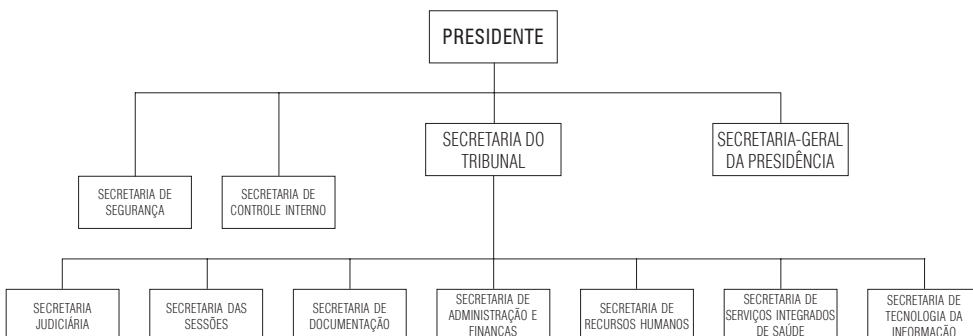 PRESIDENTE
SECRETARIA DO
TRIBUNAL
SECRETARIA-GERAL
DA PRESIDÊNCIA
SECRETARIA DE
SEGURANÇA
SECRETARIA DE
CONTROLE INTERNO
SECRETARIA
JUDICIÁRIA
SECRETARIA DAS
SESSÕES
SECRETARIA DE
DOCUMENTAÇÃO
SECRETARIA DE
ADMINISTRAÇÃO E
FINANÇAS
SECRETARIA DE
RECURSOS HUMANOS
SECRETARIA DE
SERVIÇOS INTEGRADOS
DE SAÚDE
SECRETARIA DE
TECNOLOGIA DA
INFORMAÇÃO